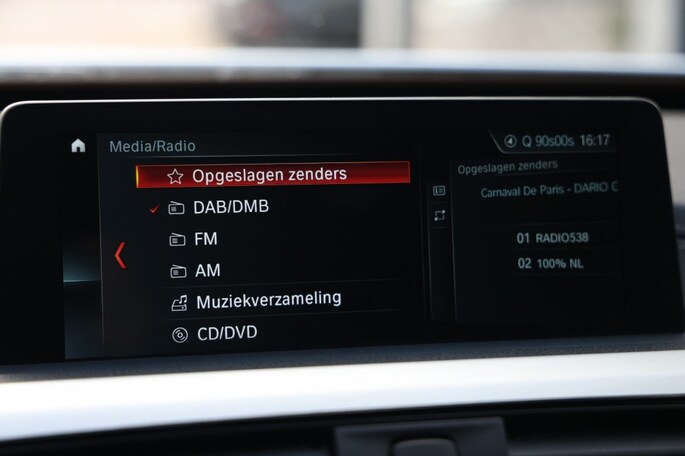 Media/Radio
Q 90s00s 16:17
Opgeslagen zenders
DAB/DMB
FM
AM
Muziekverzameling
CD/DVD
Opgeslagen zenders
Carnaval De Paris - DARIO G
01 RADIO538
02 100% NL